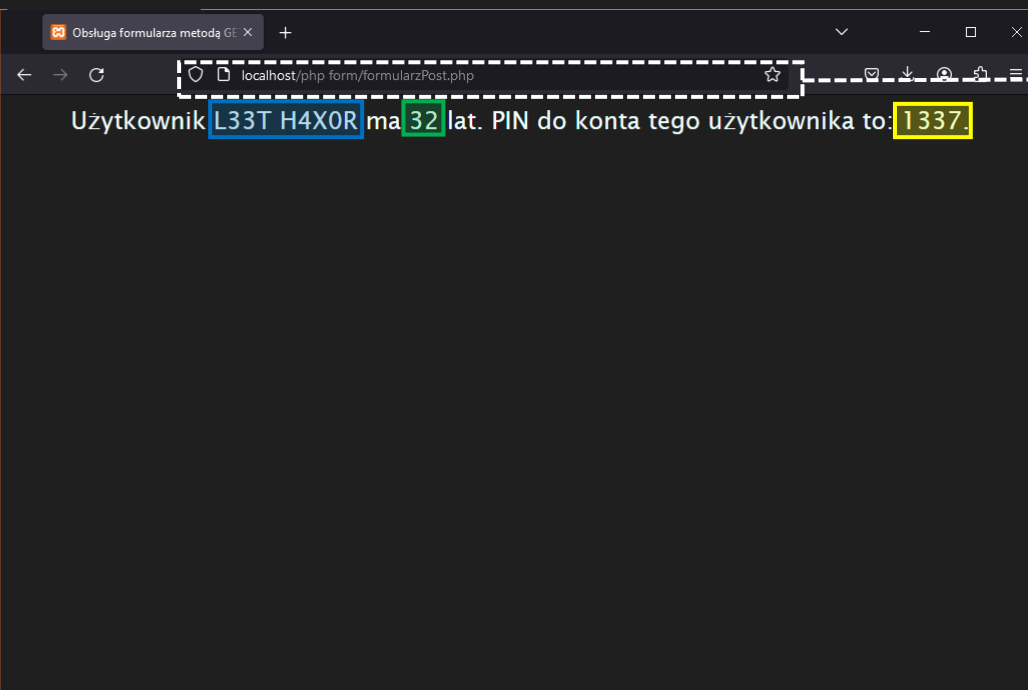 Obsługa formularza metodą GE
localhost/php form/formularzPost.php
Użytkownik L33T H4X0R ma 32 lat. PIN do konta tego użytkownika to: 1337.